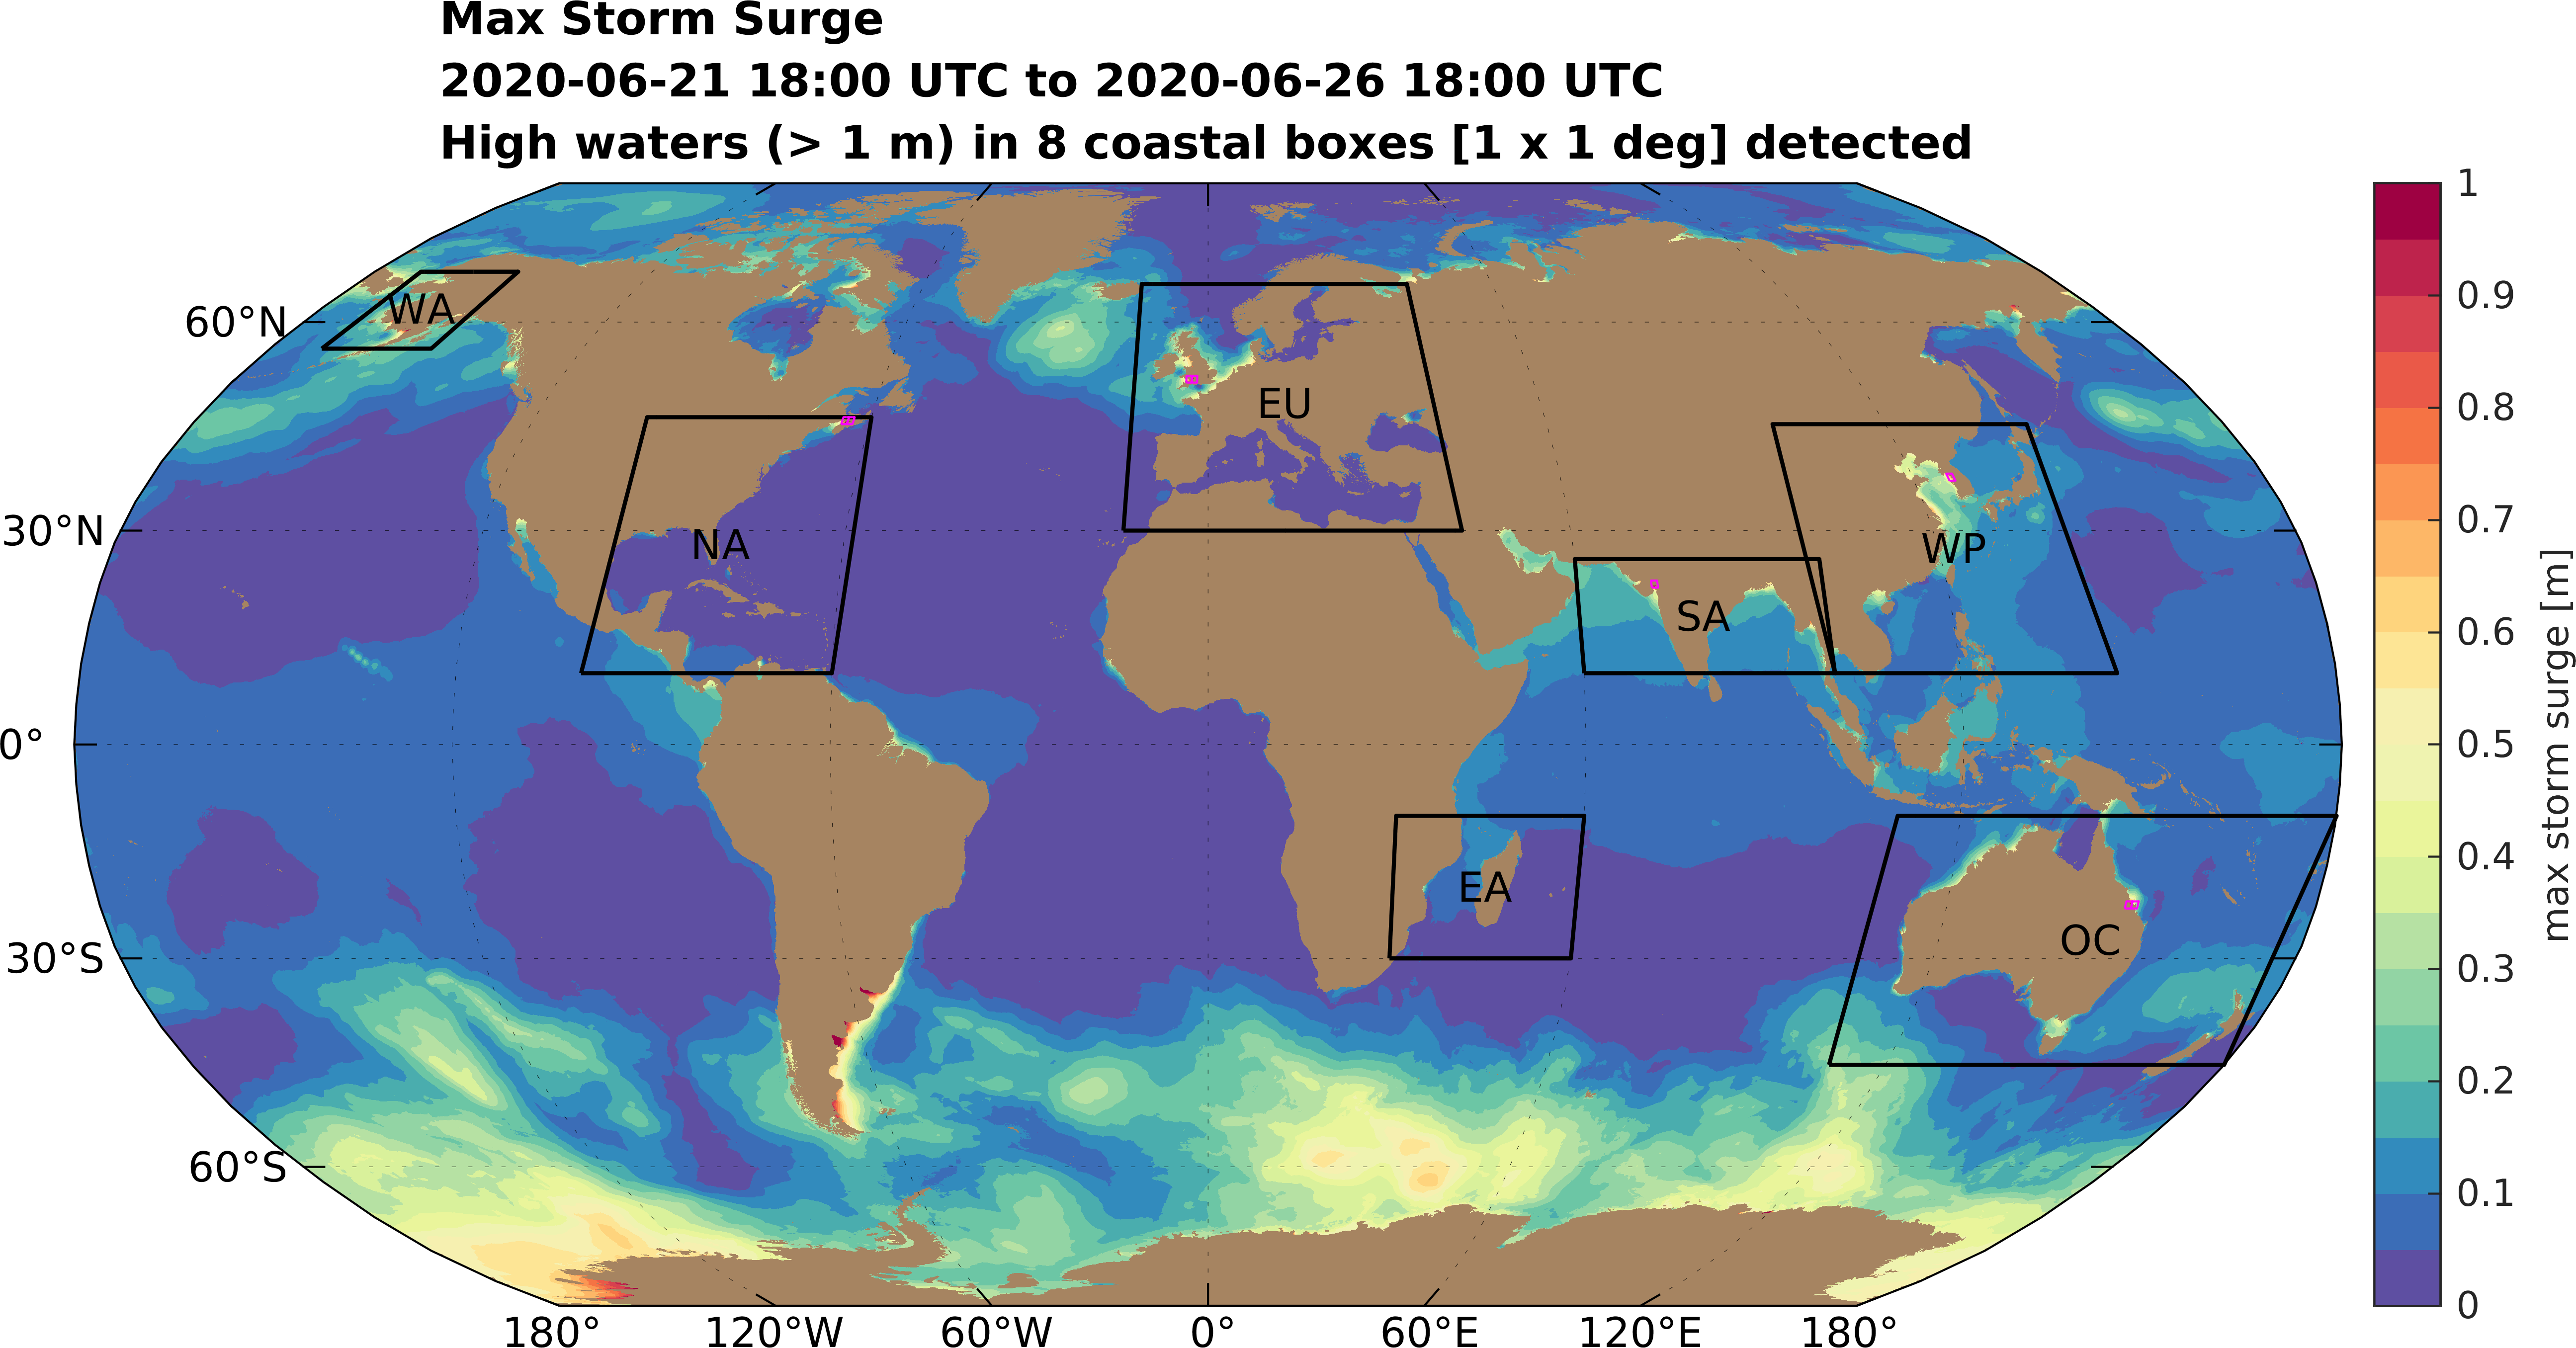 Max Storm Surge
2020-06-21 18:00 UTC to 2020-06-26 18:00 UTC
High waters (> 1 m) in 8 coastal boxes [1 x 1 deg] detected
60°N
30°N
0°
30°S
60°S
WA
NA
EU
SA
WP
EA
OC
180°
120°W
60°W
0°
60°E
120°E
180°
1
0.9
0.8
0.7
0.6
0.5
0.4
0.3
0.2
0.1
0
max storm surge [m]